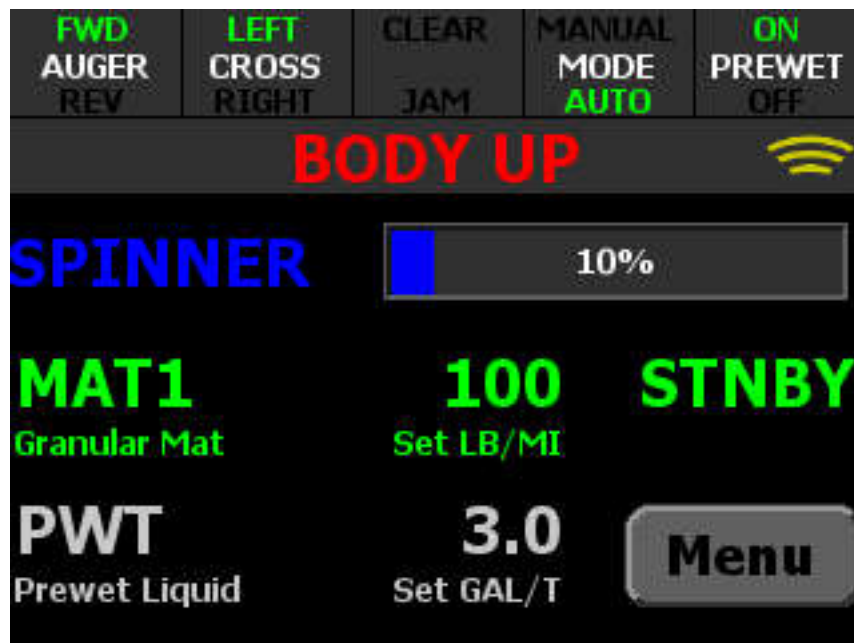 FWD LEFT CLEAR MANUAL ON
AUGER CROSS MODE PREWET
REV RIGHT JAM AUTO OFF
BODY UP
SPINNER 10%
MAT1 100 STNBY
Granular Mat Set LB/MI
PWT 3.0 Menu
Prewet Liquid Set GAL/T